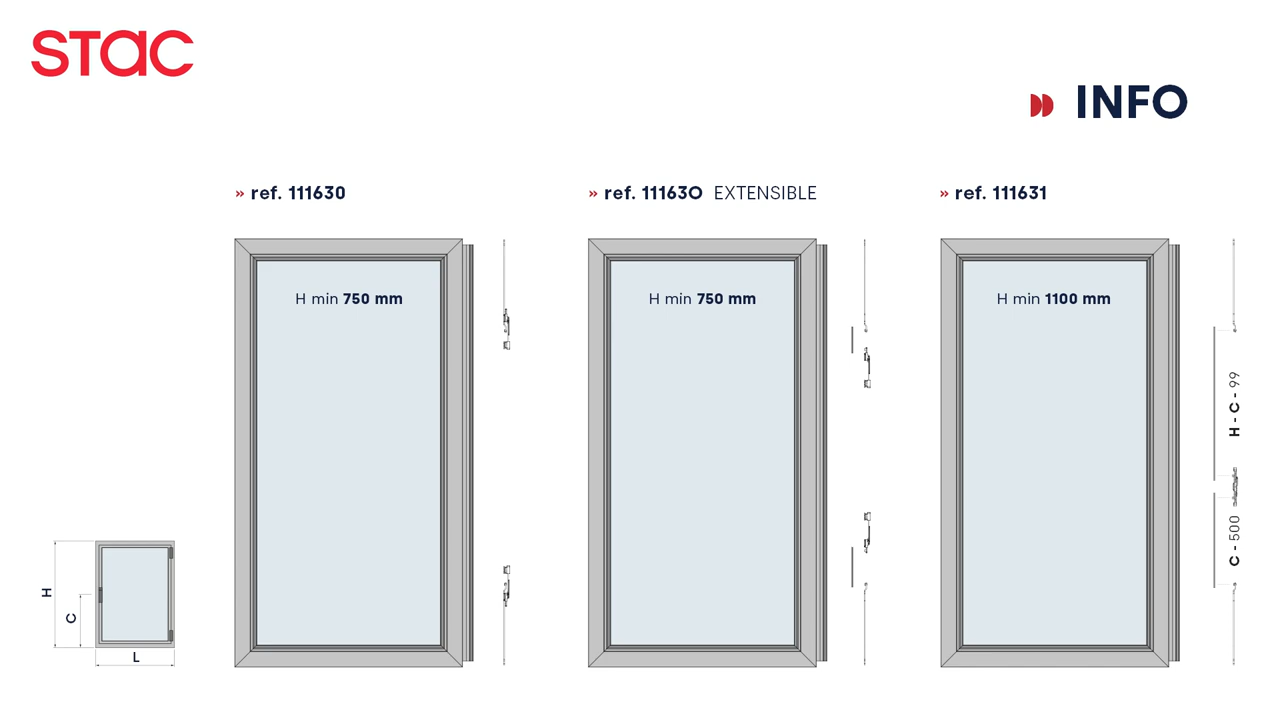 stac
» INFO
» ref. 111630
» ref. 111630 EXTENSIBLE
» ref. 111631
H min 750 mm
H min 750 mm
H min 1100 mm
H - C - 99
C - 500
H
C
L